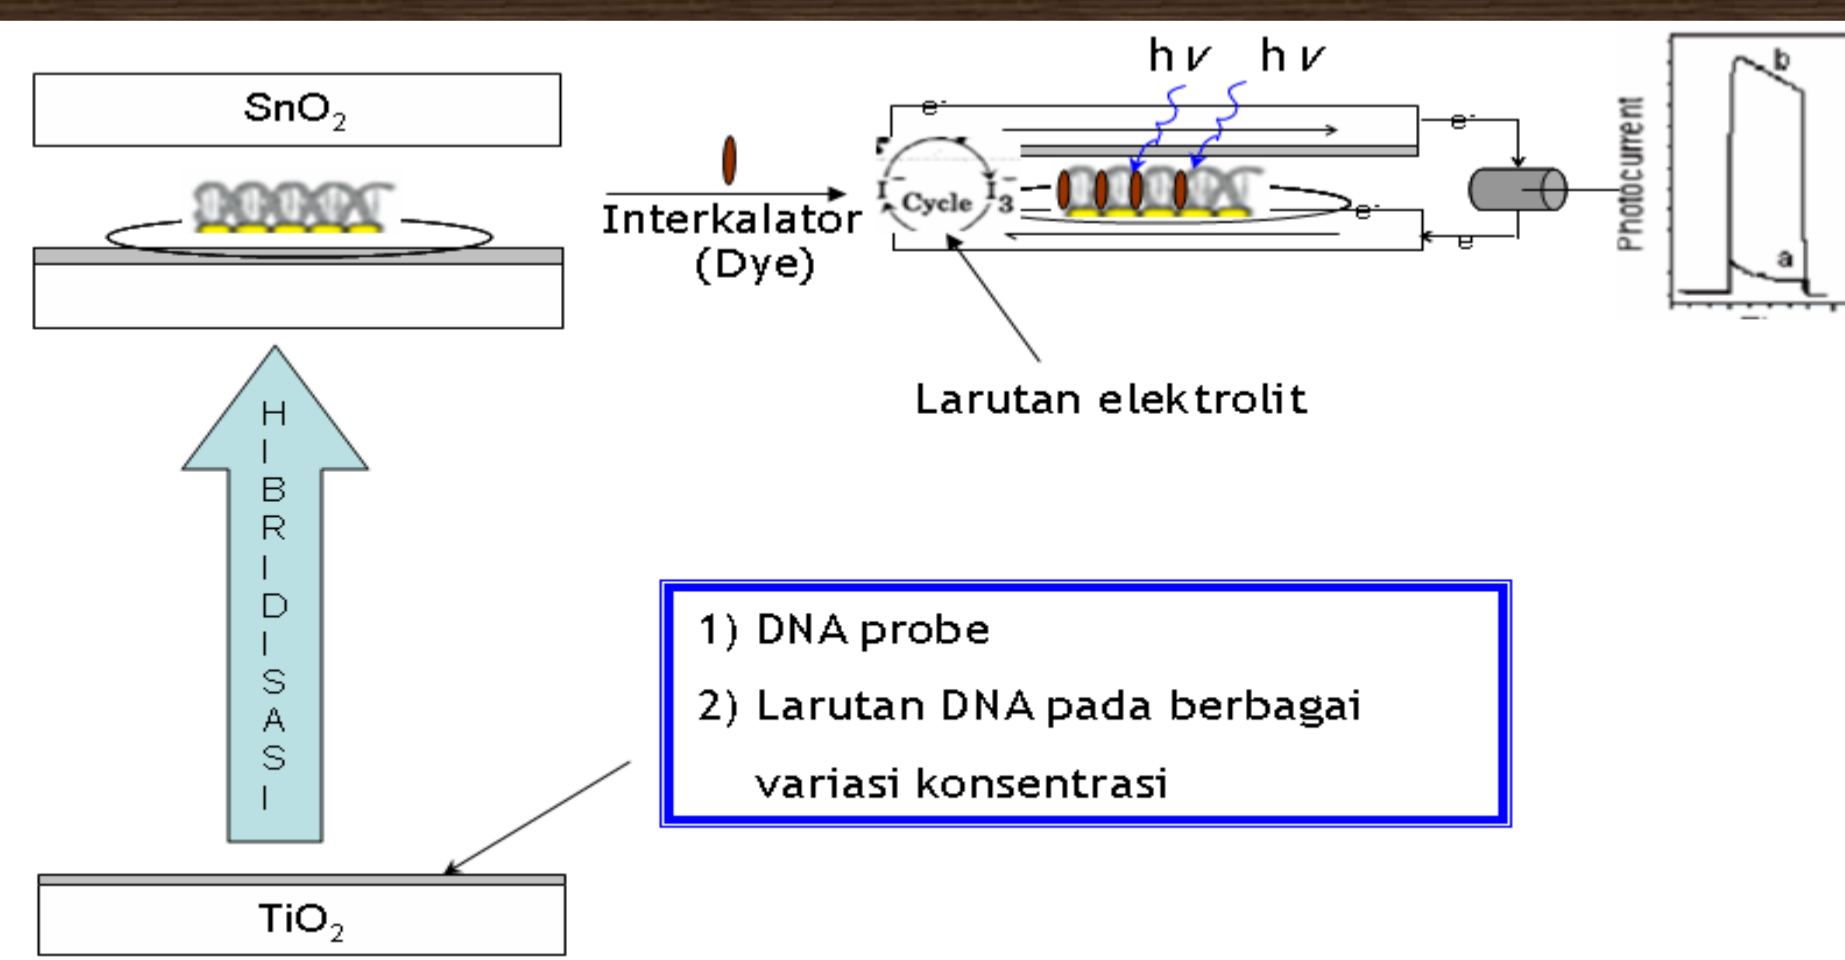 SnO2
Interkalator
(Dye)
hν hν
e-
e-
I- Cycle I3-
e-
e
Photocurrent
b
a
Larutan elektrolit
HIBRIDISASI
1) DNA probe
2) Larutan DNA pada berbagai
variasi konsentrasi
TiO2